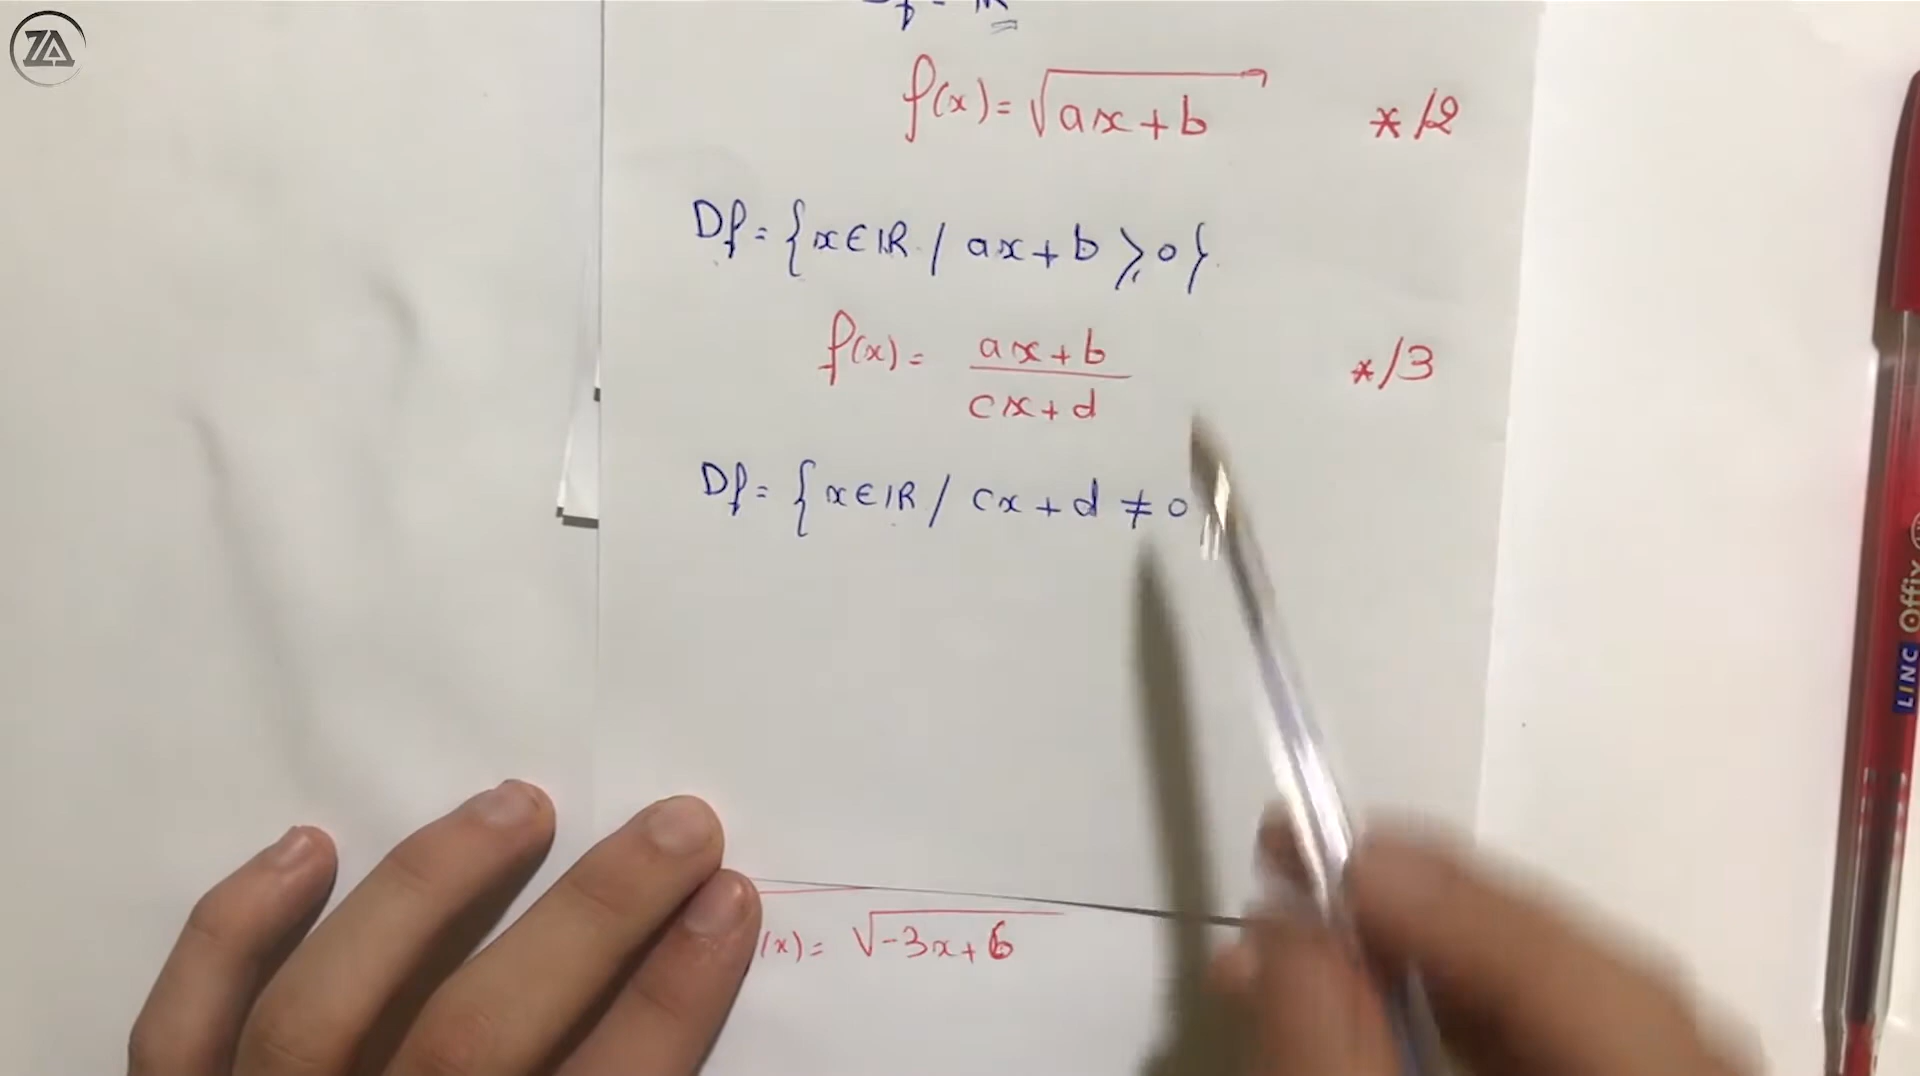 ZA
f(x) = √ax+b */2
Df = {x∈IR / ax+b ⩾ 0}
f(x) = ax+b / cx+d */3
Df = {x∈IR / cx+d ≠ 0
(x) = √-3x+6
LINC Offix